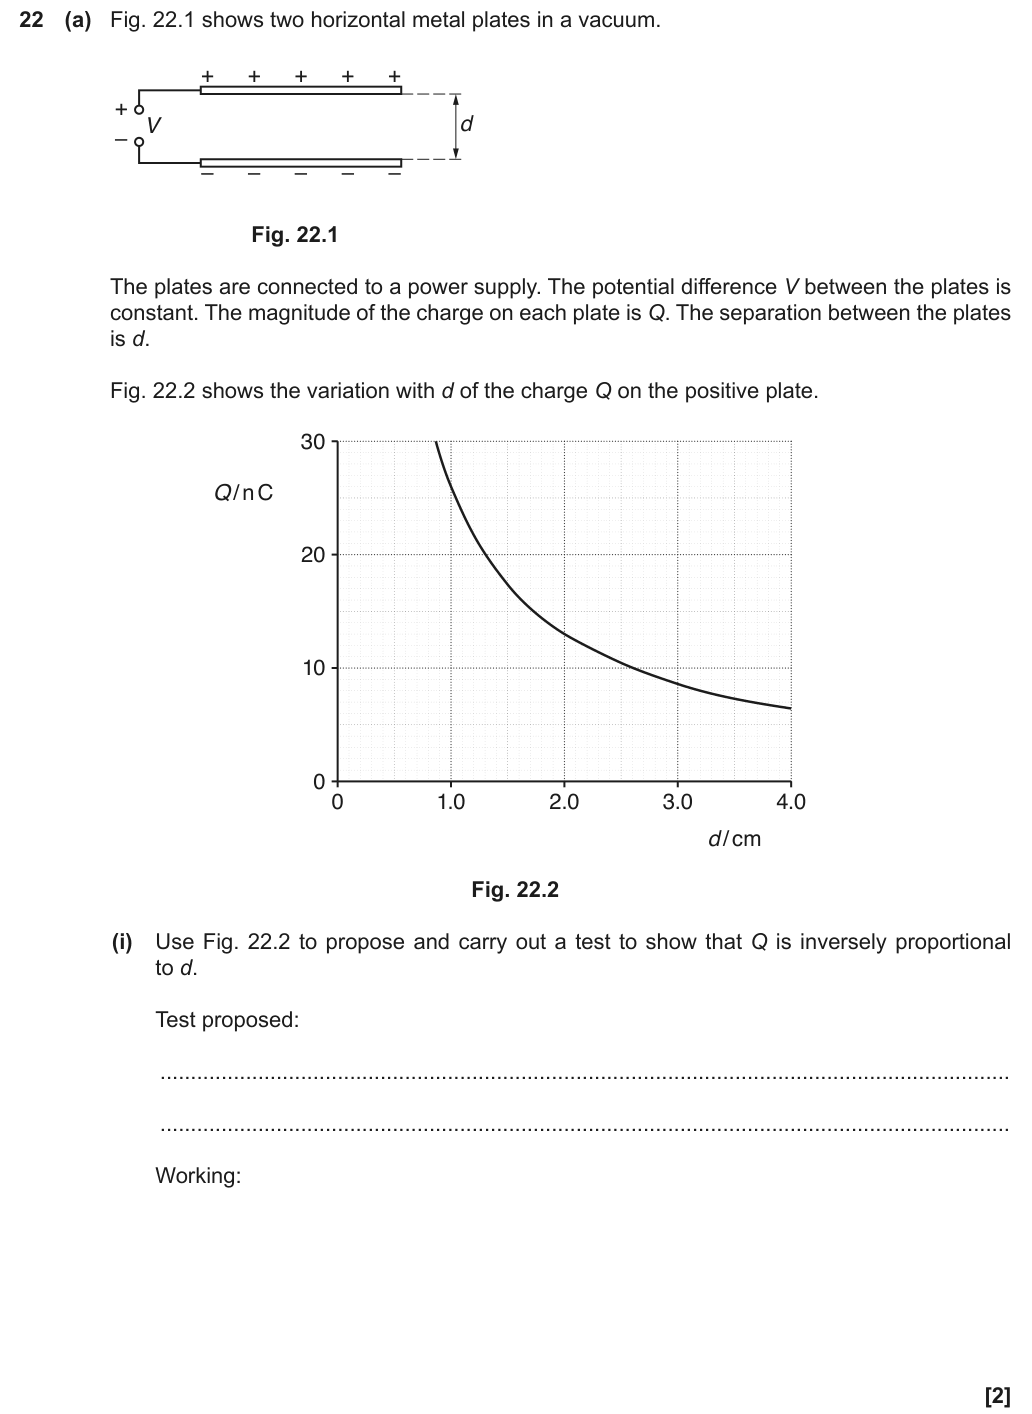 22 (a) Fig. 22.1 shows two horizontal metal plates in a vacuum.
+ + + + +
+
V
–
d
– – – – –
Fig. 22.1
The plates are connected to a power supply. The potential difference V between the plates is
constant. The magnitude of the charge on each plate is Q. The separation between the plates
is d.
Fig. 22.2 shows the variation with d of the charge Q on the positive plate.
30
Q/nC
20
10
0
0 1.0 2.0 3.0 4.0
d/cm
Fig. 22.2
(i) Use Fig. 22.2 to propose and carry out a test to show that Q is inversely proportional
to d.
Test proposed:
Working:
[2]